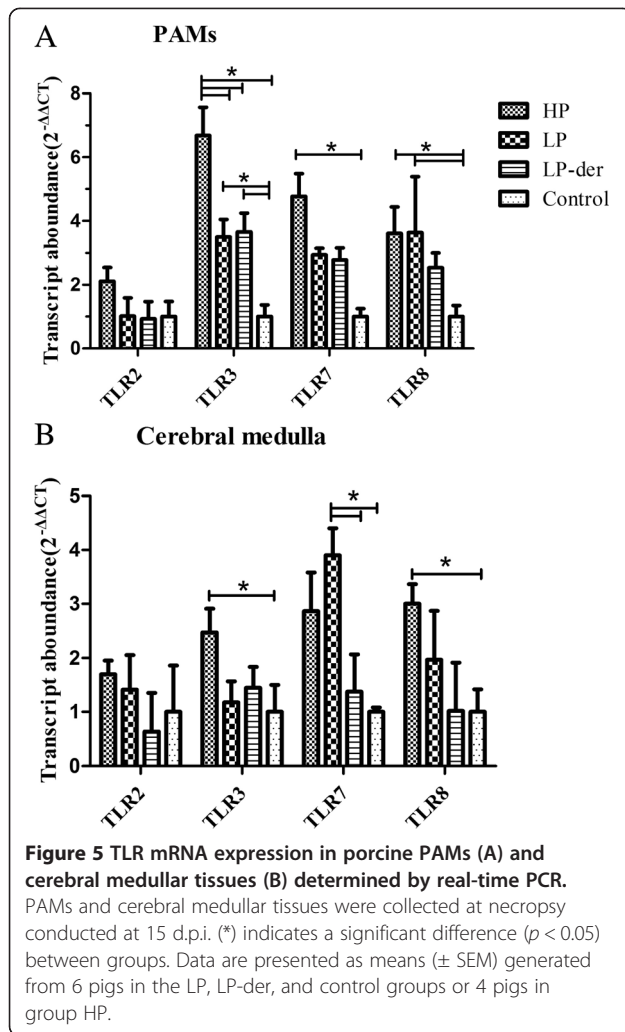 A PAMs
*
*
*
*
HP
LP
LP-der
Control
Transcript aboundance(2^-ΔΔCT)
8
6
4
2
0
TLR2 TLR3 TLR7 TLR8
B Cerebral medulla
*
*
*
Transcript aboundance(2^-ΔΔCT)
5
4
3
2
1
0
TLR2 TLR3 TLR7 TLR8
Figure 5 TLR mRNA expression in porcine PAMs (A) and
cerebral medullar tissues (B) determined by real-time PCR.
PAMs and cerebral medullar tissues were collected at necropsy
conducted at 15 d.p.i. (*) indicates a significant difference (p < 0.05)
between groups. Data are presented as means (± SEM) generated
from 6 pigs in the LP, LP-der, and control groups or 4 pigs in
group HP.